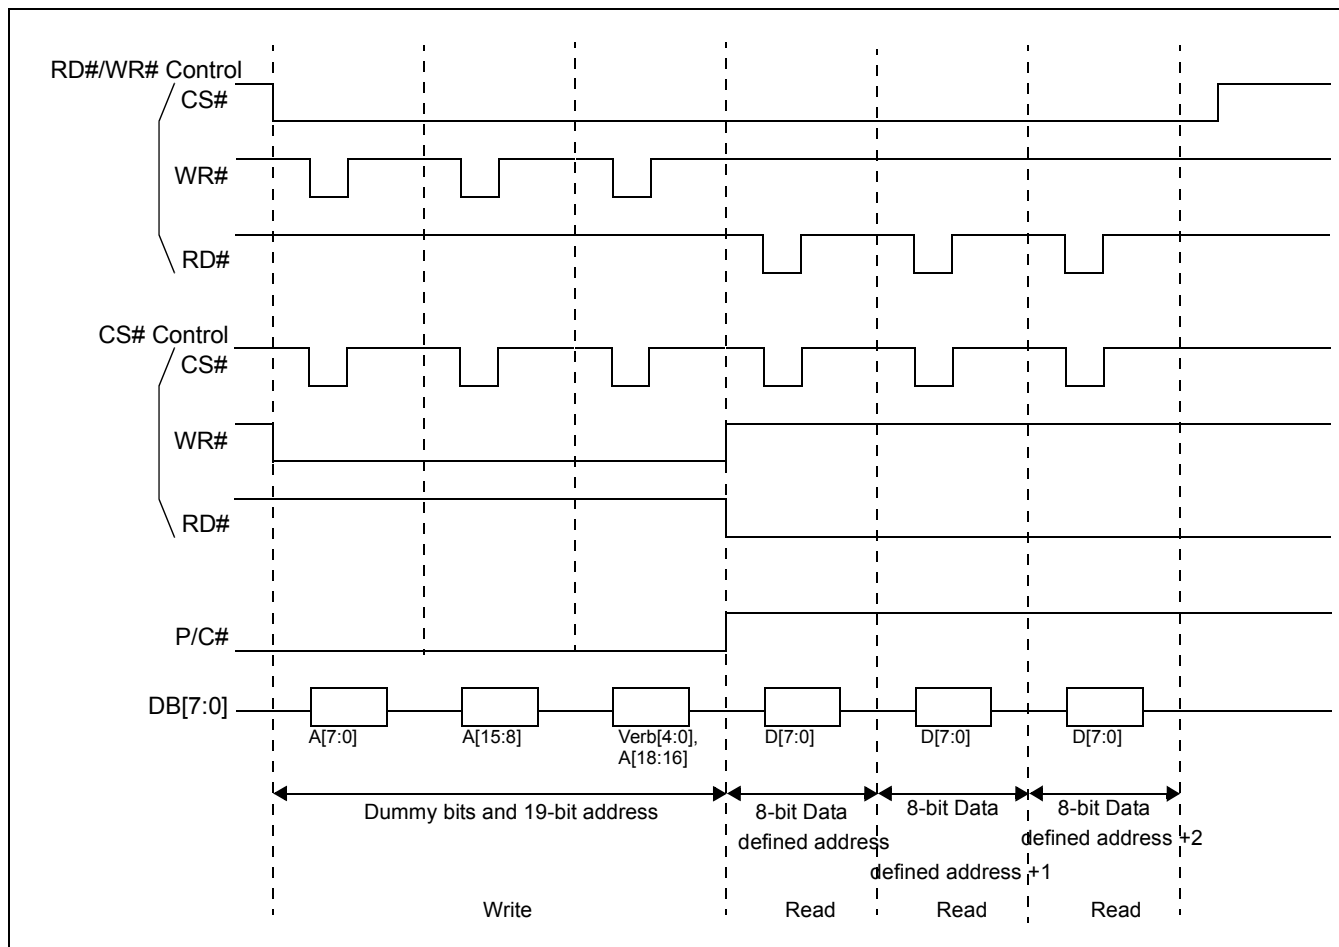 RD#/WR# Control
CS#
WR#
RD#
CS# Control
CS#
WR#
RD#
P/C#
DB[7:0]
A[7:0] A[15:8] Verb[4:0], D[7:0] D[7:0] D[7:0]
A[18:16]
Dummy bits and 19-bit address 8-bit Data 8-bit Data 8-bit Data
defined address defined address +2
defined address +1
Write Read Read Read